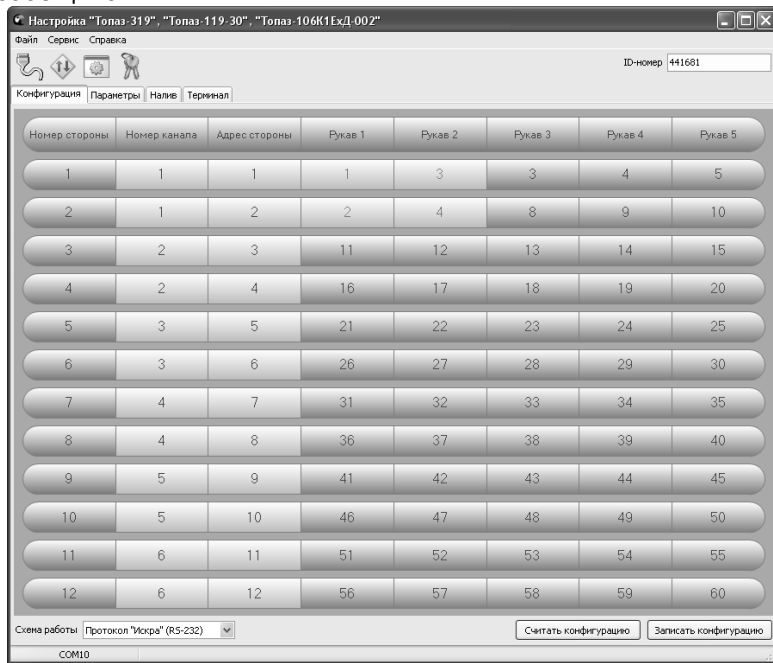 Настройка "Топаз-319", "Топаз-119-30", "Топаз-106К1ЕхД-002"
Файл Сервис Справка
ID-номер 441681
Конфигурация Параметры Налив Терминал
Номер стороны Номер канала Адрес стороны Рукав 1 Рукав 2 Рукав 3 Рукав 4 Рукав 5
1 1 1 1 3 3 4 5
2 1 2 2 4 8 9 10
3 2 3 11 12 13 14 15
4 2 4 16 17 18 19 20
5 3 5 21 22 23 24 25
6 3 6 26 27 28 29 30
7 4 7 31 32 33 34 35
8 4 8 36 37 38 39 40
9 5 9 41 42 43 44 45
10 5 10 46 47 48 49 50
11 6 11 51 52 53 54 55
12 6 12 56 57 58 59 60
Схема работы Протокол "Искра" (RS-232) Считать конфигурацию Записать конфигурацию
COM10